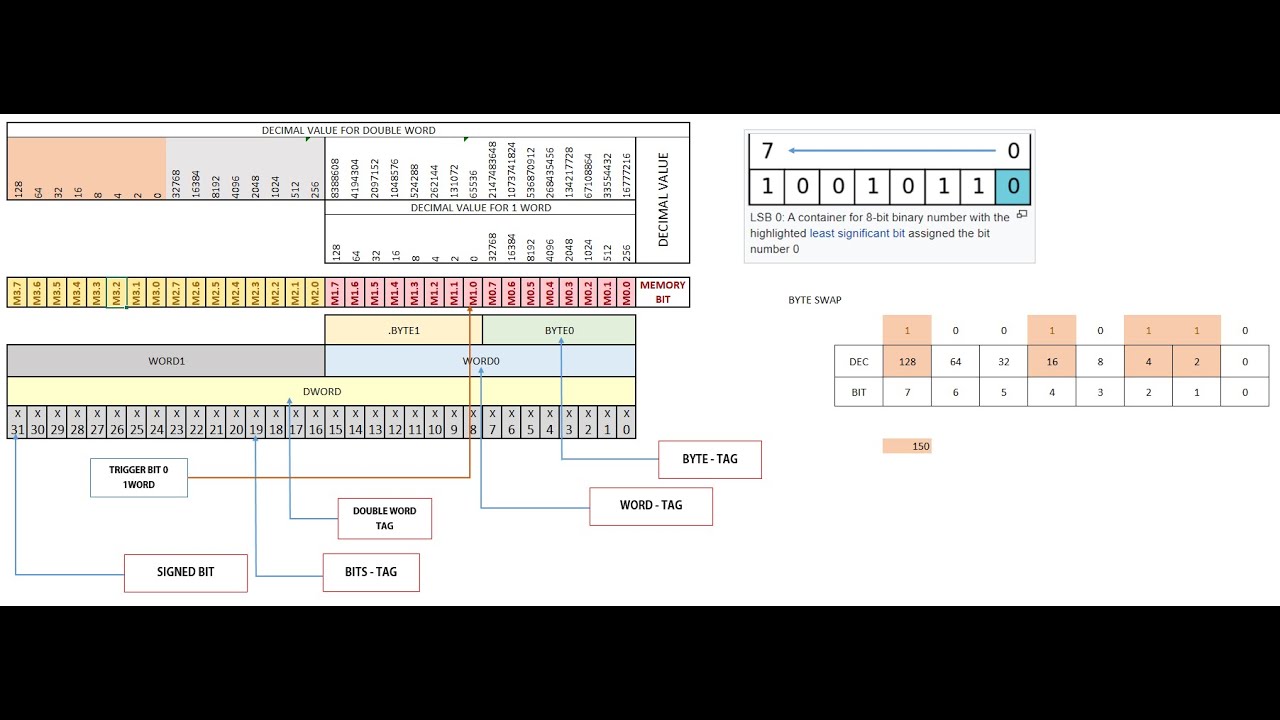 DECIMAL VALUE FOR DOUBLE WORD
128 64 32 16 8 4 2 0 32768 16384 8192 4096 2048 1024 512 256 8388608 4194304 2097152 1048576 524288 262144 131072 65536 2147483648 1073741824 536870912 268435456 134217728 67108864 33554432 16777216
DECIMAL VALUE
DECIMAL VALUE FOR 1 WORD
128 64 32 16 8 4 2 0 32768 16384 8192 4096 2048 1024 512 256
M3.7 M3.6 M3.5 M3.4 M3.3 M3.2 M3.1 M3.0 M2.7 M2.6 M2.5 M2.4 M2.3 M2.2 M2.1 M2.0 M1.7 M1.6 M1.5 M1.4 M1.3 M1.2 M1.1 M1.0 M0.7 M0.6 M0.5 M0.4 M0.3 M0.2 M0.1 M0.0
MEMORY
BIT
.BYTE1 BYTE0
WORD1 WORD0
DWORD
X X X X X X X X X X X X X X X X X X X X X X X X X X X X X X X X
31 30 29 28 27 26 25 24 23 22 21 20 19 18 17 16 15 14 13 12 11 10 9 8 7 6 5 4 3 2 1 0
TRIGGER BIT 0
1WORD
BYTE - TAG
WORD - TAG
DOUBLE WORD
TAG
SIGNED BIT
BITS - TAG
7 0
1 0 0 1 0 1 1 0
LSB 0: A container for 8-bit binary number with the
highlighted least significant bit assigned the bit
number 0
BYTE SWAP
1 0 0 1 0 1 1 0
DEC 128 64 32 16 8 4 2 0
BIT 7 6 5 4 3 2 1 0
150